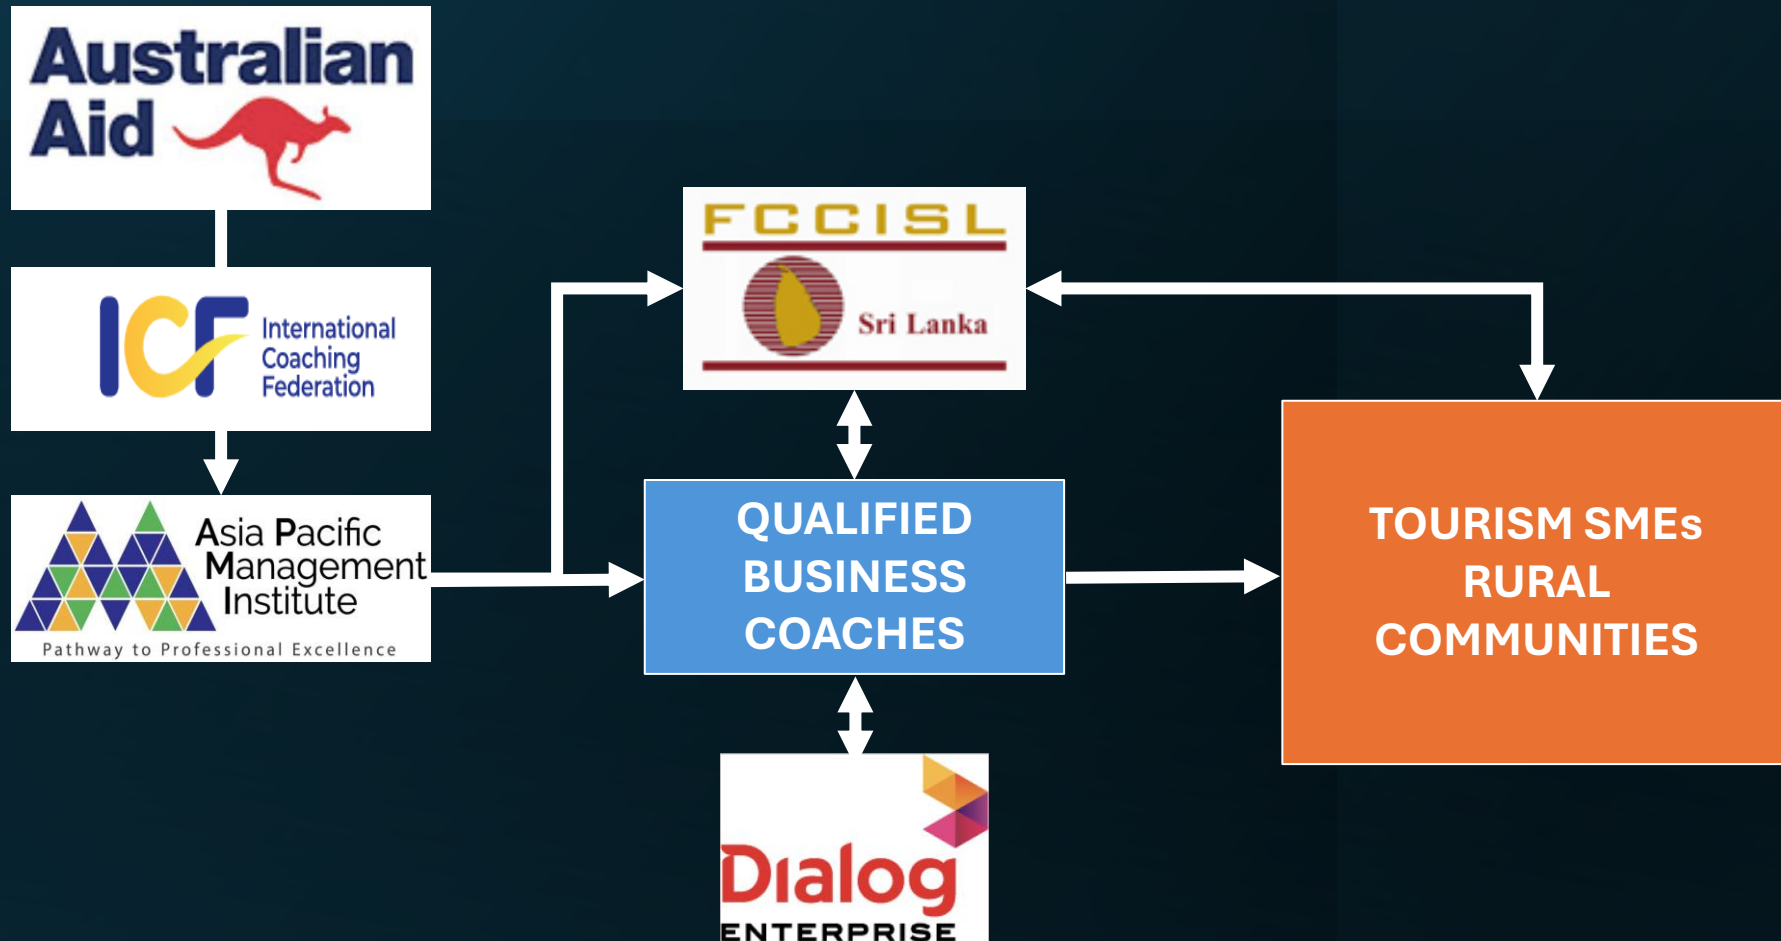 Australian
Aid
ICF
International
Coaching
Federation
Asia Pacific
Management
Institute
Pathway to Professional Excellence
FCCISL
Sri Lanka
QUALIFIED
BUSINESS
COACHES
Dialog
ENTERPRISE
TOURISM SMEs
RURAL
COMMUNITIES